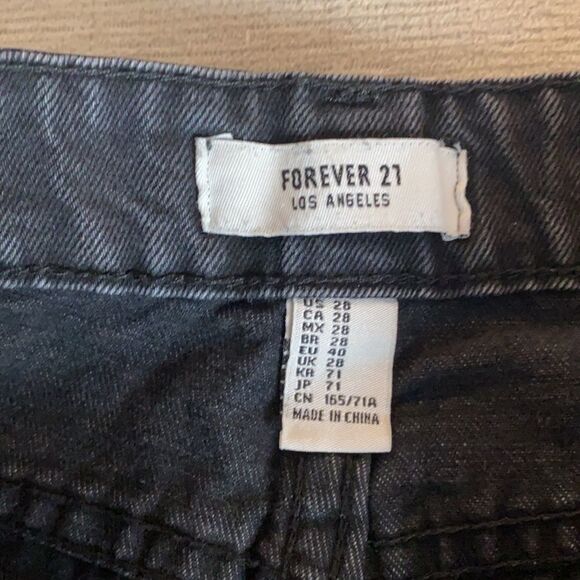 FOREVER 21
LOS ANGELES
US 28
CA 28
MX 28
BR 28
EU 40
UK 28
KR 71
JP 71
CN 165/71A
MADE IN CHINA